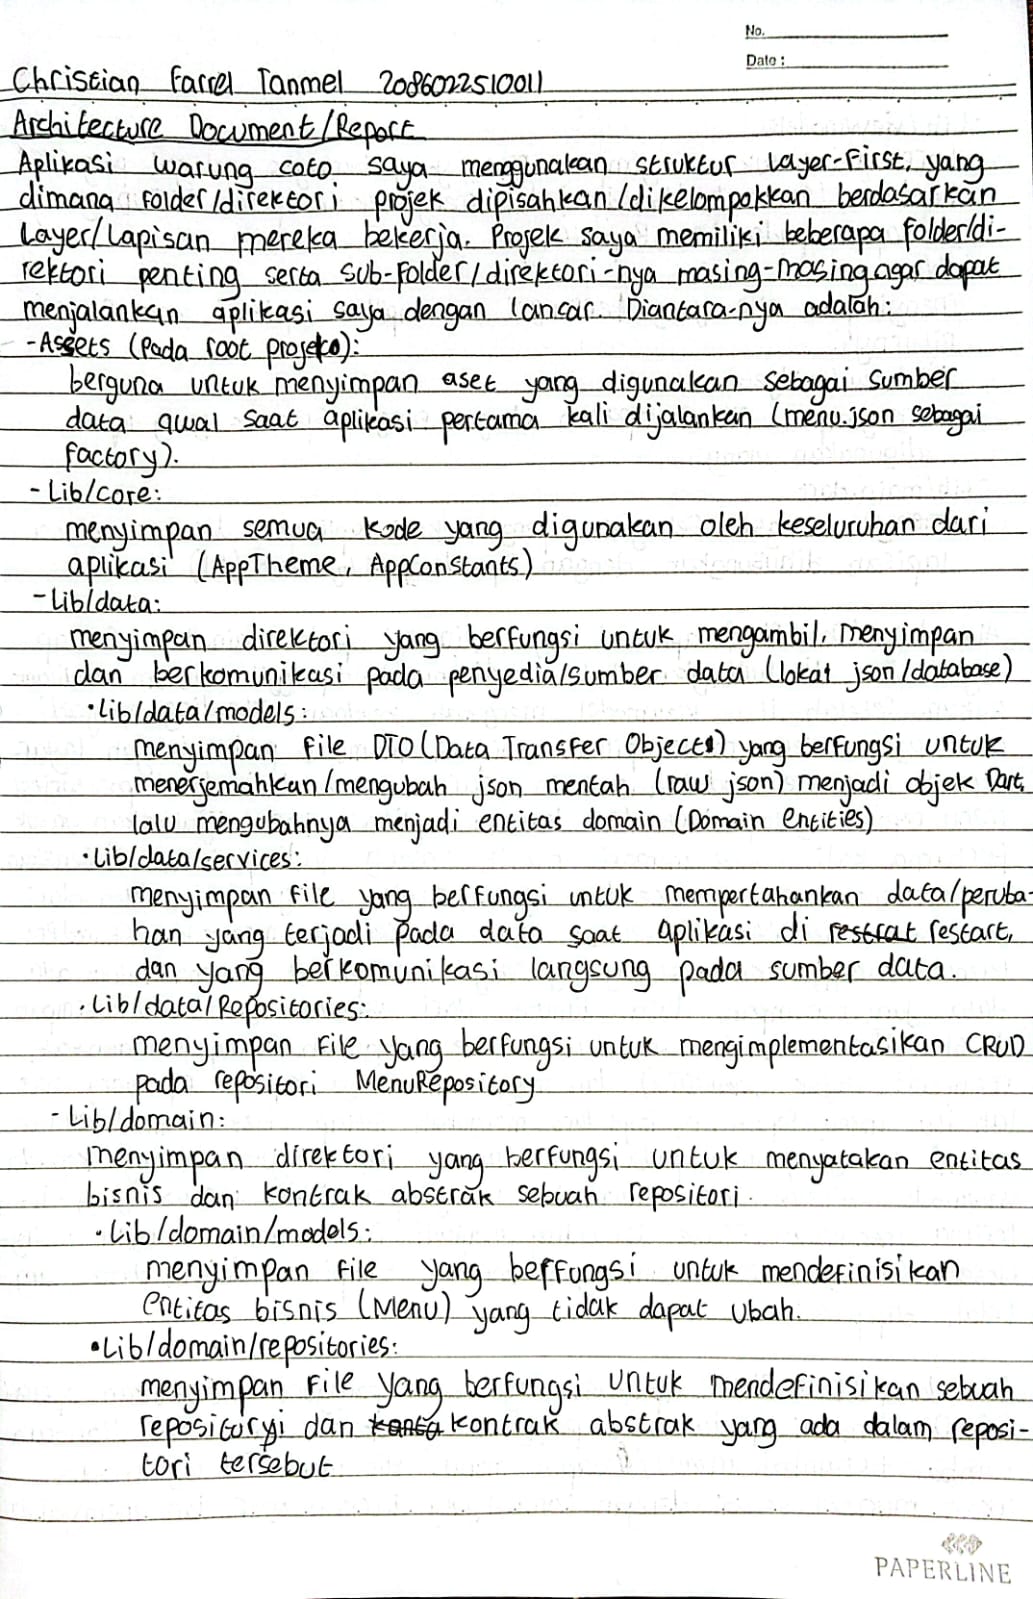 No.
Date :
Christian Farrel Tanmel 2086022510011
Architecture Document/Report
Aplikasi warung coto saya menggunakan struktur Layer-First, yang
dimana folder/direktori projek dipisahkan/dikelompokkan berdasarkan
Layer/Lapisan mereka bekerja. Projek saya memiliki beberapa folder/di-
rektori penting serta sub-folder/direktori-nya masing-masing agar dapat
menjalankan aplikasi saya dengan lancar. Diantara-nya adalah:
-Assets (Pada root projek):
berguna untuk menyimpan aset yang digunakan sebagai sumber
data awal saat aplikasi pertama kali dijalankan (menu.json sebagai
factory).
- Lib/core:
menyimpan semua kode yang digunakan oleh keseluruhan dari
aplikasi (AppTheme, AppConstants)
- Lib/data:
menyimpan direktori yang berfungsi untuk mengambil, menyimpan
dan berkomunikasi pada penyedia/sumber data (lokal json/database)
• Lib/data/models:
menyimpan file DTO (Data Transfer Object) yang berfungsi untuk
menerjemahkan/mengubah json mentah (raw json) menjadi objek Dart,
lalu mengubahnya menjadi entitas domain (Domain Entities)
• Lib/data/services:
menyimpan file yang berfungsi untuk mempertahankan data/peruba-
han yang terjadi pada data saat aplikasi di restrat restart,
dan yang berkomunikasi langsung pada sumber data.
• Lib/data/Repositories:
menyimpan file yang berfungsi untuk mengimplementasikan CRUD
pada repositori MenuRepository
- Lib/domain:
menyimpan direktori yang berfungsi untuk menyatakan entitas
bisnis dan kontrak abstrak sebuah repositori.
• Lib/domain/models:
menyimpan file yang berfungsi untuk mendefinisikan
entitas bisnis (Menu) yang tidak dapat ubah.
• Lib/domain/repositories:
menyimpan file yang berfungsi untuk mendefinisikan sebuah
repositori dan kontrak abstrak yang ada dalam reposi-
tori tersebut
PAPERLINE